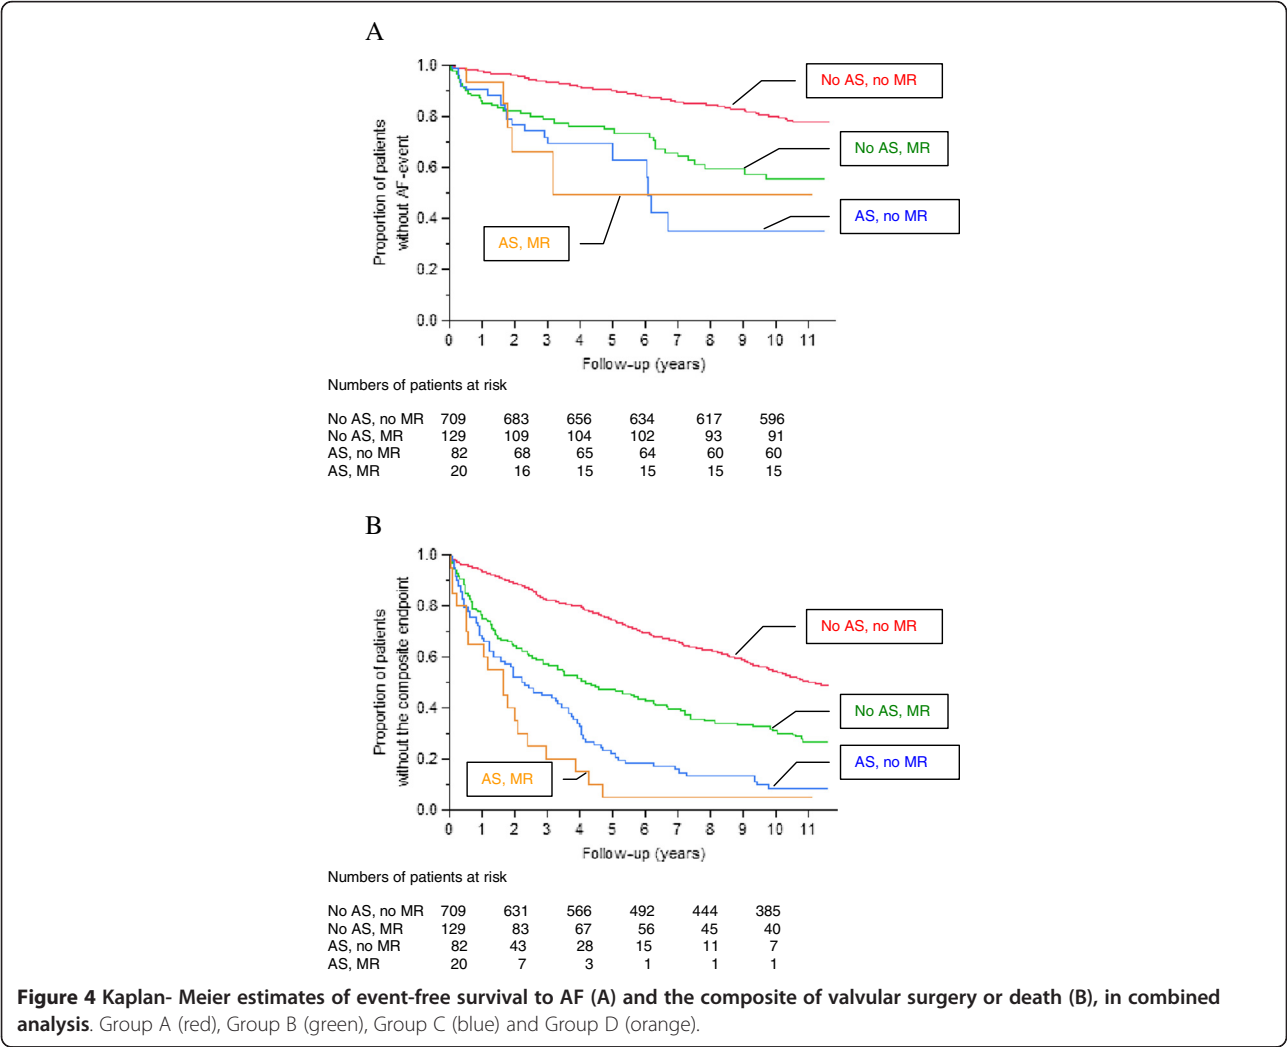 A
Proportion of patients
without AF-event
1.0
0.8
0.6
0.4
0.2
0.0
No AS, no MR
No AS, MR
AS, no MR
AS, MR
0 1 2 3 4 5 6 7 8 9 10 11
Follow-up (years)
Numbers of patients at risk
No AS, no MR 709 683 656 634 617 596
No AS, MR 129 109 104 102 93 91
AS, no MR 82 68 65 64 60 60
AS, MR 20 16 15 15 15 15
B
Proportion of patients
without the composite endpoint
1.0
0.8
0.6
0.4
0.2
0.0
No AS, no MR
No AS, MR
AS, no MR
AS, MR
0 1 2 3 4 5 6 7 8 9 10 11
Follow-up (years)
Numbers of patients at risk
No AS, no MR 709 631 566 492 444 385
No AS, MR 129 83 67 56 45 40
AS, no MR 82 43 28 15 11 7
AS, MR 20 7 3 1 1 1
Figure 4 Kaplan- Meier estimates of event-free survival to AF (A) and the composite of valvular surgery or death (B), in combined
analysis. Group A (red), Group B (green), Group C (blue) and Group D (orange).